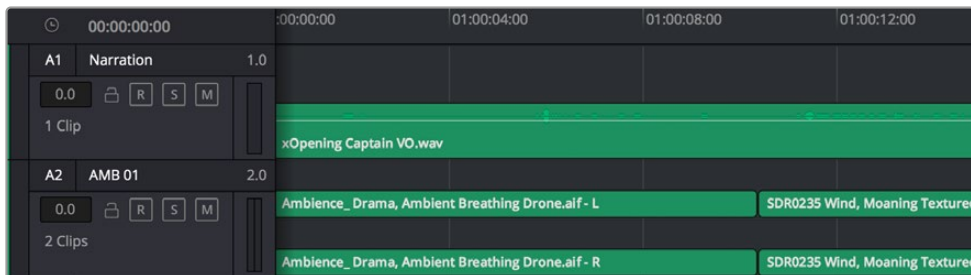 00:00:00:00 :00:00:00 01:00:04:00 01:00:08:00 01:00:12:00
A1 Narration 1.0
0.0 R S M
1 Clip
xOpening Captain VO.wav
A2 AMB 01 2.0
Ambience_ Drama, Ambient Breathing Drone.aif - L SDR0235 Wind, Moaning Texture
0.0 R S M
2 Clips
Ambience_ Drama, Ambient Breathing Drone.aif - R SDR0235 Wind, Moaning Texture